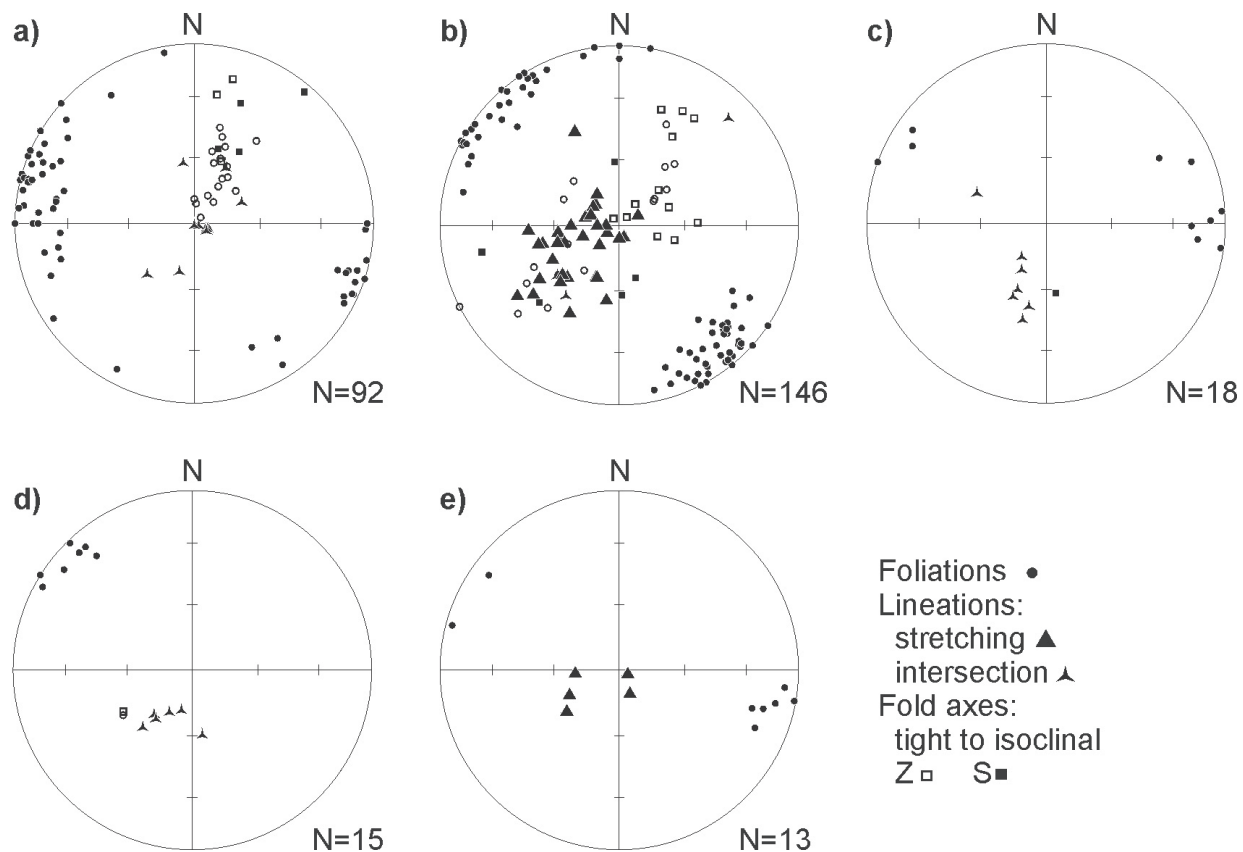 a)
N
N=92
b)
N
N=146
c)
N
N=18
d)
N
N=15
e)
N
N=13
Foliations
Lineations:
stretching
intersection
Fold axes:
tight to isoclinal
Z S